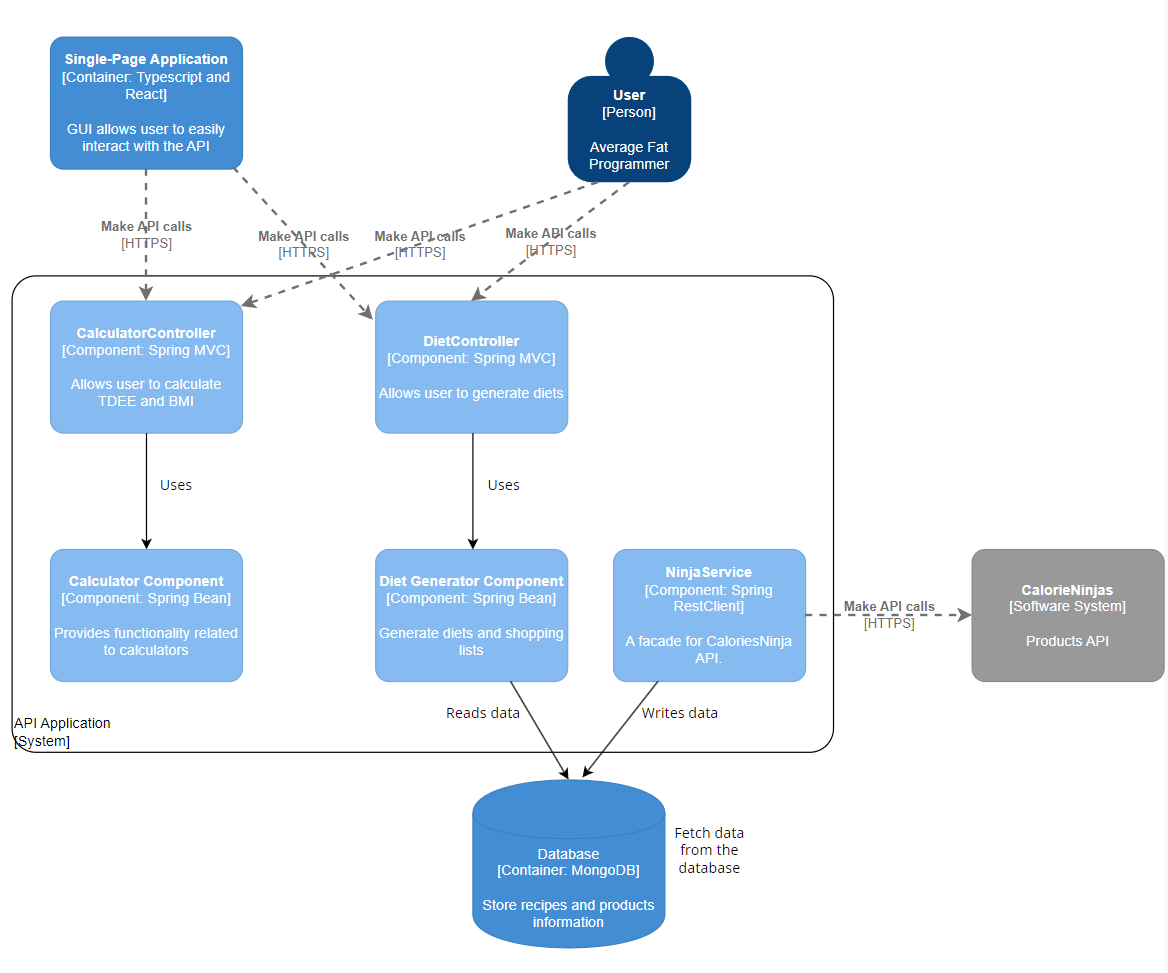 Single-Page Application
[Container: Typescript and
React]
GUI allows user to easily
interact with the API
User
[Person]
Average Fat
Programmer
Make API calls
[HTTPS]
Make API calls
[HTTPS]
Make API calls
[HTTPS]
Make API calls
[HTTPS]
CalculatorController
[Component: Spring MVC]
Allows user to calculate
TDEE and BMI
DietController
[Component: Spring MVC]
Allows user to generate diets
Uses
Uses
Calculator Component
[Component: Spring Bean]
Provides functionality related
to calculators
Diet Generator Component
[Component: Spring Bean]
Generate diets and shopping
lists
NinjaService
[Component: Spring
RestClient]
A facade for CaloriesNinja
API.
Make API calls
[HTTPS]
CalorieNinjas
[Software System]
Products API
Reads data
Writes data
API Application
[System]
Database
[Container: MongoDB]
Store recipes and products
information
Fetch data
from the
database